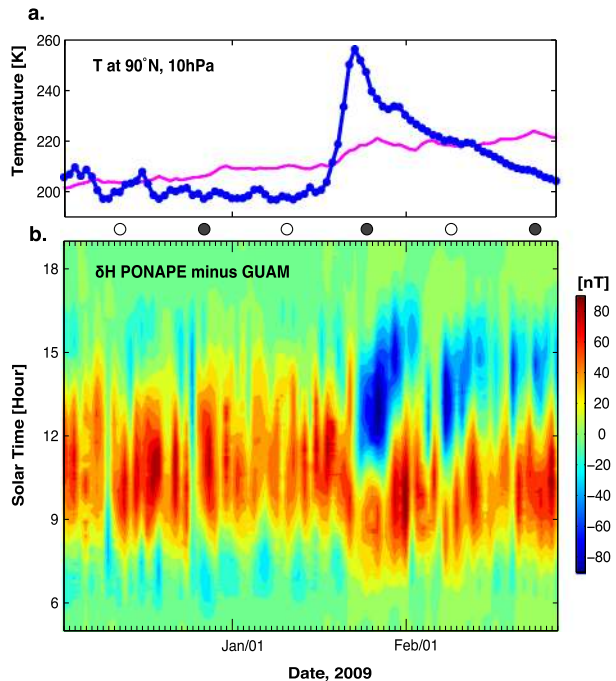 a.
T at 90°N, 10hPa
Temperature [K]
260
240
220
200
b.
δH PONAPE minus GUAM
Solar Time [Hour]
18
15
12
9
6
Jan/01
Feb/01
Date, 2009
[nT]
80
60
40
20
0
−20
−40
−60
−80